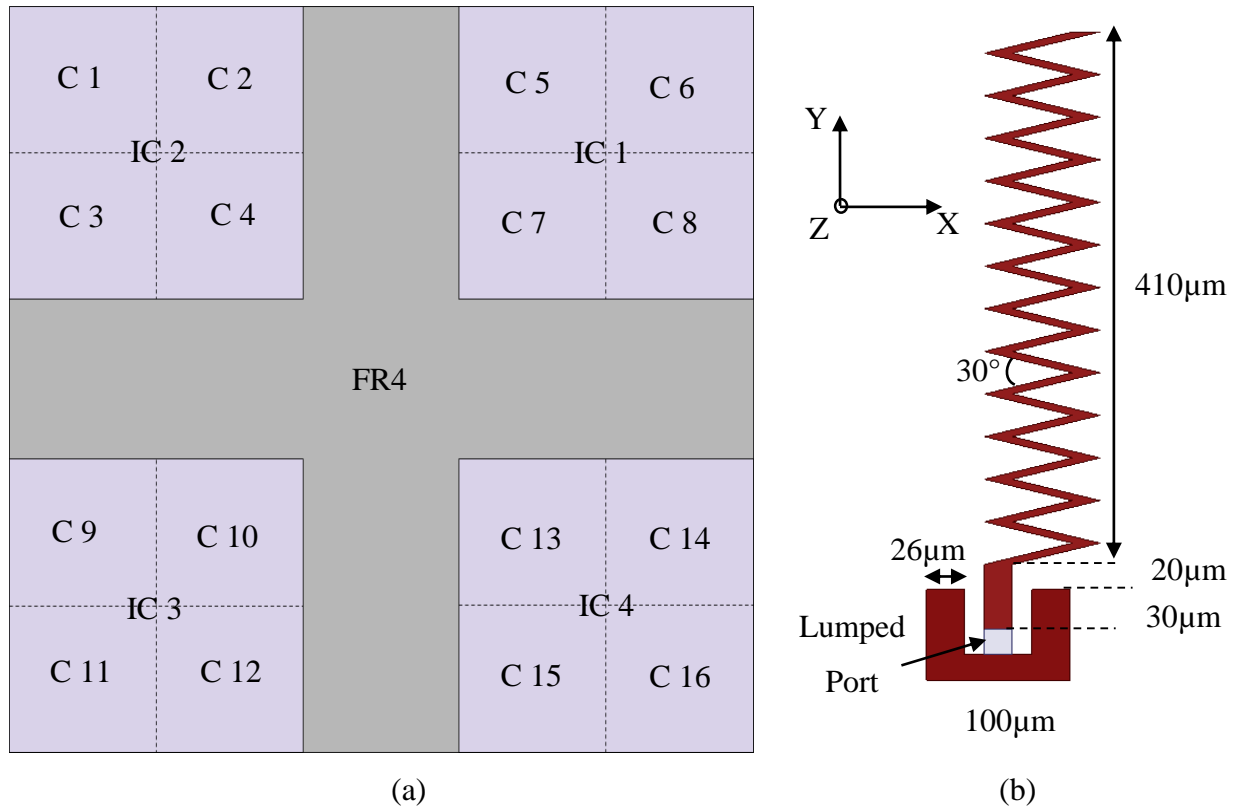 C 1
C 2
IC 2
C 3
C 4
C 5
C 6
IC 1
C 7
C 8
FR4
C 9
C 10
IC 3
C 11
C 12
C 13
C 14
IC 4
C 15
C 16
(a)
Y
Z
X
410µm
30°
26µm
20µm
30µm
Lumped
Port
100µm
(b)